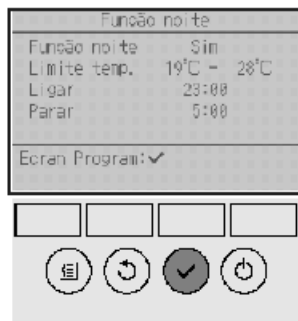 Função noite
Função noite Sim
Limite temp. 19°C - 28°C
Ligar 23:00
Parar 5:00
Ecran Program:✓